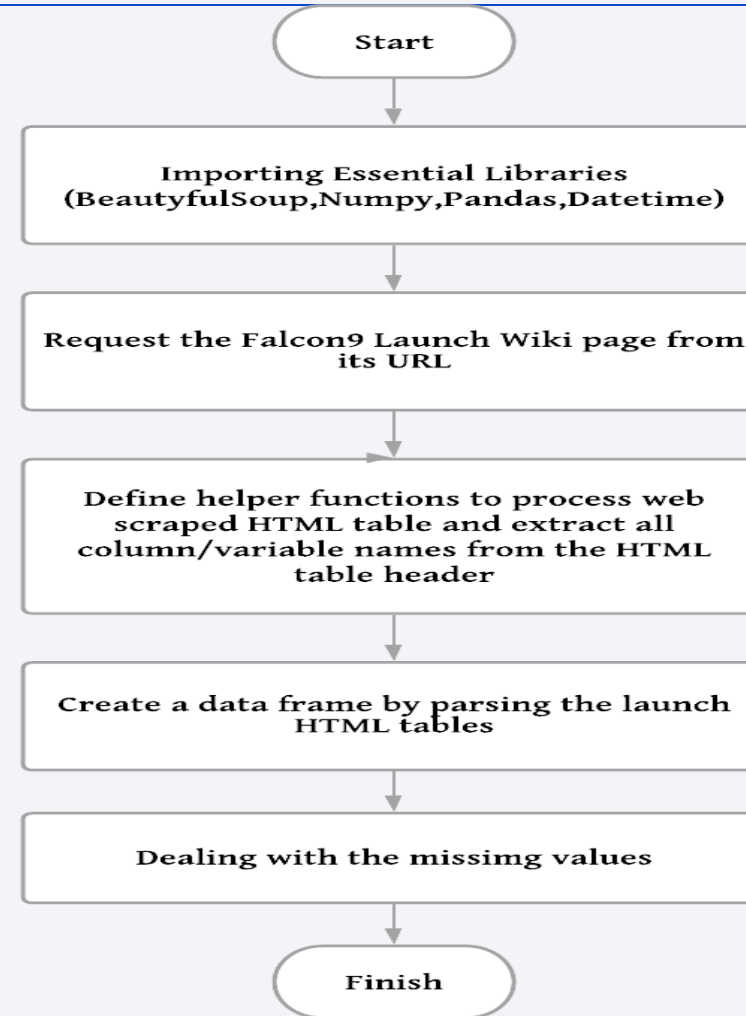 Start
Importing Essential Libraries
(BeautyfulSoup,Numpy,Pandas,Datetime)
Request the Falcon9 Launch Wiki page from
its URL
Define helper functions to process web
scraped HTML table and extract all
column/variable names from the HTML
table header
Create a data frame by parsing the launch
HTML tables
Dealing with the missimg values
Finish